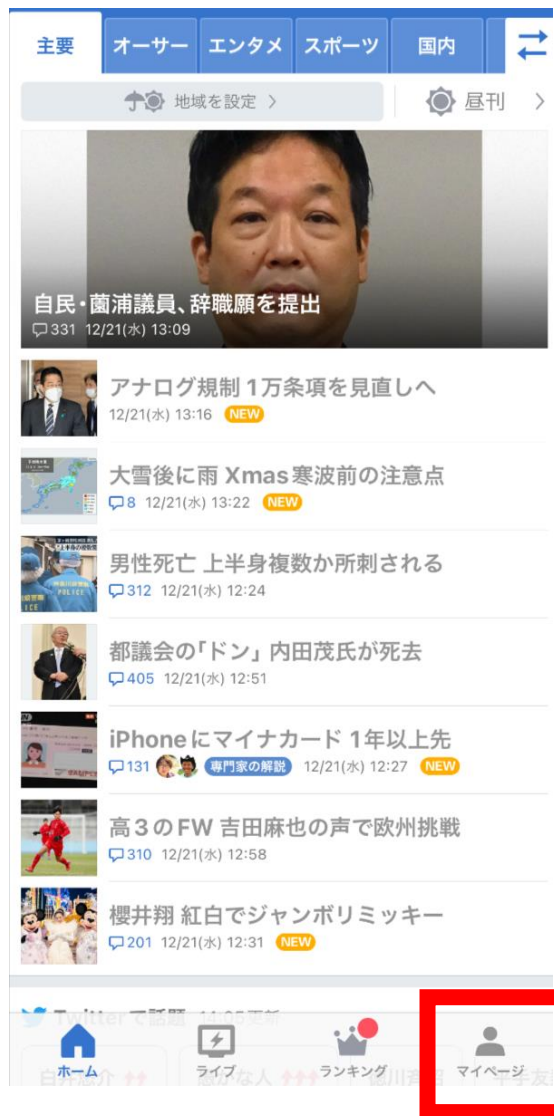 主要 オーサー エンタメ スポーツ 国内
地域を設定 >
昼刊 >
自民・薗浦議員、辞職願を提出
331 12/21(水) 13:09
アナログ規制 1万条項を見直しへ
12/21(水) 13:16 NEW
大雪後に雨 Xmas寒波前の注意点
8 12/21(水) 13:22 NEW
男性死亡 上半身複数か所刺される
312 12/21(水) 12:24
都議会の「ドン」 内田茂氏が死去
405 12/21(水) 12:51
iPhoneにマイナカード 1年以上先
131 専門家の解説 12/21(水) 12:27 NEW
高3のFW 吉田麻也の声で欧州挑戦
310 12/21(水) 12:58
櫻井翔 紅白でジャンボリミッキー
201 12/21(水) 12:31 NEW
Twitterで話題 14:05更新
ホーム ライブ ランキング マイページ